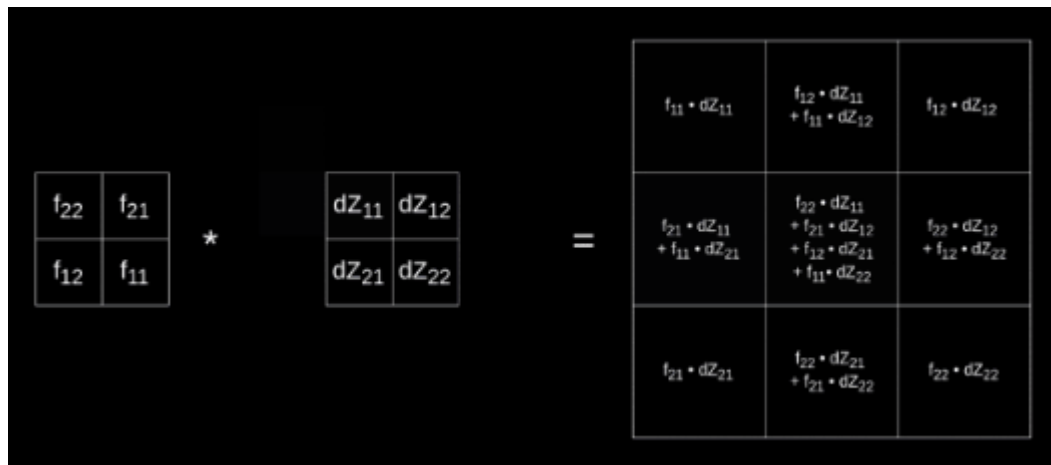 f₂₂ f₂₁
f₁₂ f₁₁
*
dZ₁₁ dZ₁₂
dZ₂₁ dZ₂₂
=
f₁₁ • dZ₁₁
f₁₂ • dZ₁₁
+ f₁₁ • dZ₁₂
f₁₂ • dZ₁₂
f₂₁ • dZ₁₁
+ f₁₁ • dZ₂₁
f₂₂ • dZ₁₁
+ f₂₁ • dZ₁₂
+ f₁₂ • dZ₂₁
+ f₁₁• dZ₂₂
f₂₂ • dZ₁₂
+ f₁₂ • dZ₂₂
f₂₁ • dZ₂₁
f₂₂ • dZ₂₁
+ f₂₁ • dZ₂₂
f₂₂ • dZ₂₂